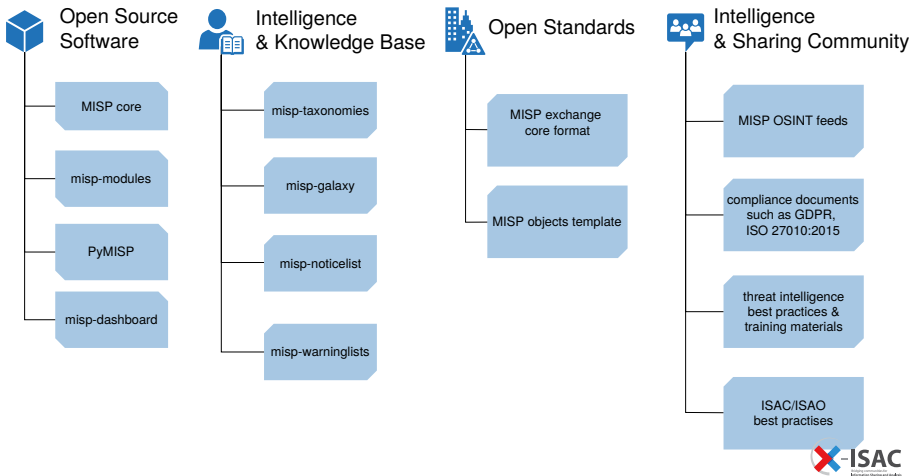 Open Source
Software
MISP core
misp-modules
PyMISP
misp-dashboard
Intelligence
& Knowledge Base
misp-taxonomies
misp-galaxy
misp-noticelist
misp-warninglists
Open Standards
MISP exchange
core format
MISP objects template
Intelligence
& Sharing Community
MISP OSINT feeds
compliance documents
such as GDPR,
ISO 27010:2015
threat intelligence
best practices &
training materials
ISAC/ISAO
best practises
X-ISAC